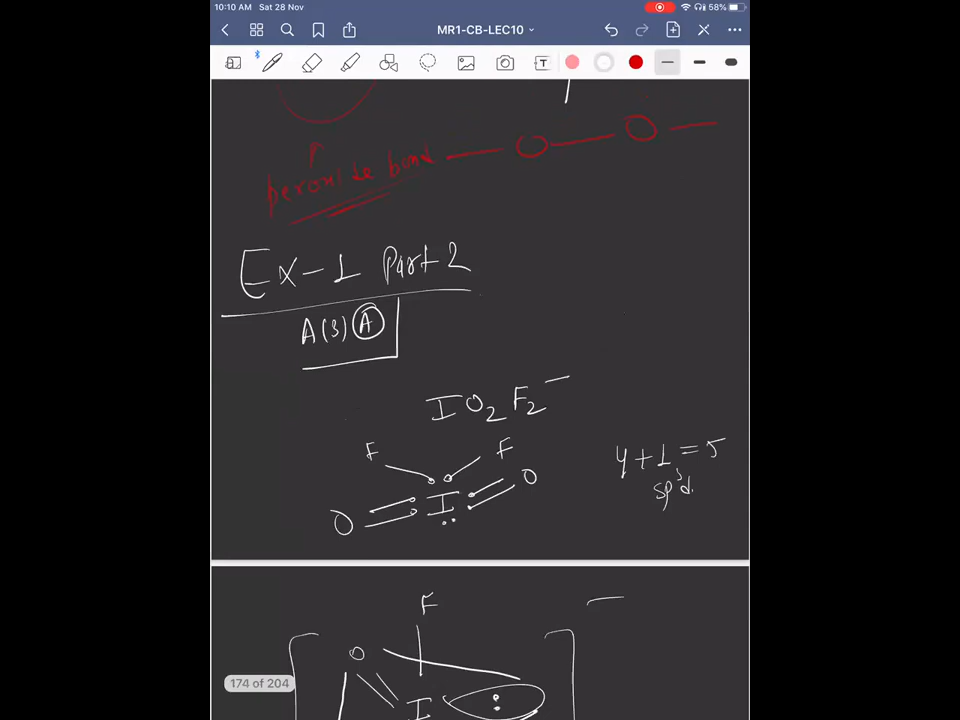 10:10 AM Sat 28 Nov
58%
MR1-CB-LEC10
T
peroxide bond — O — O —
Ex-1 Part 2
A(3) A
IO2F2−
F F
4+1=5
O I O
sp3d.
F
O
I
174 of 204